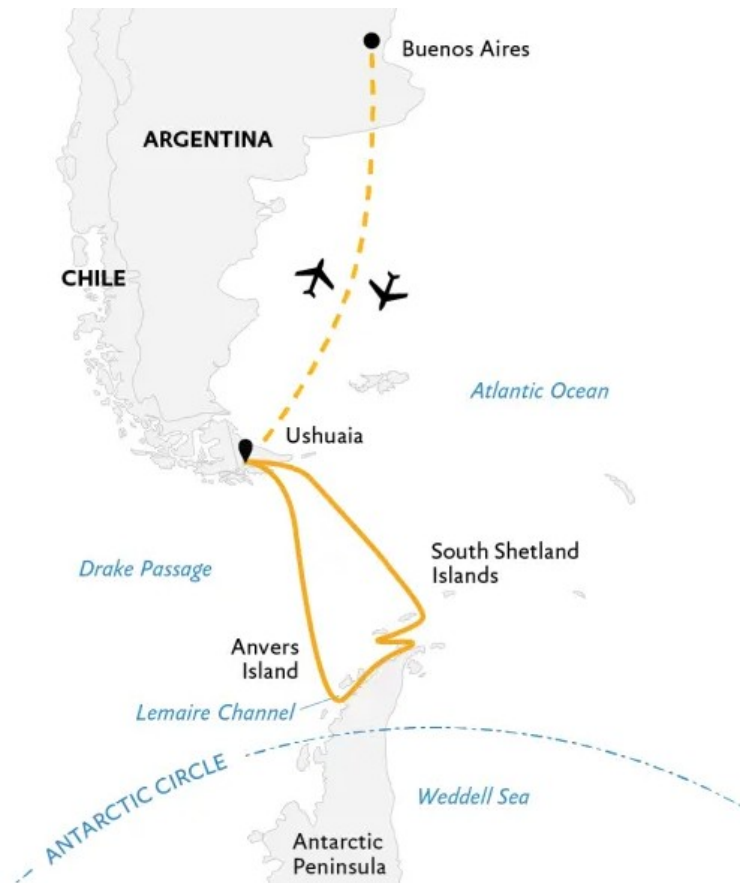 Buenos Aires
ARGENTINA
CHILE
Atlantic Ocean
Ushuaia
South Shetland
Islands
Drake Passage
Anvers
Island
Lemaire Channel
ANTARCTIC CIRCLE
Weddell Sea
Antarctic
Peninsula